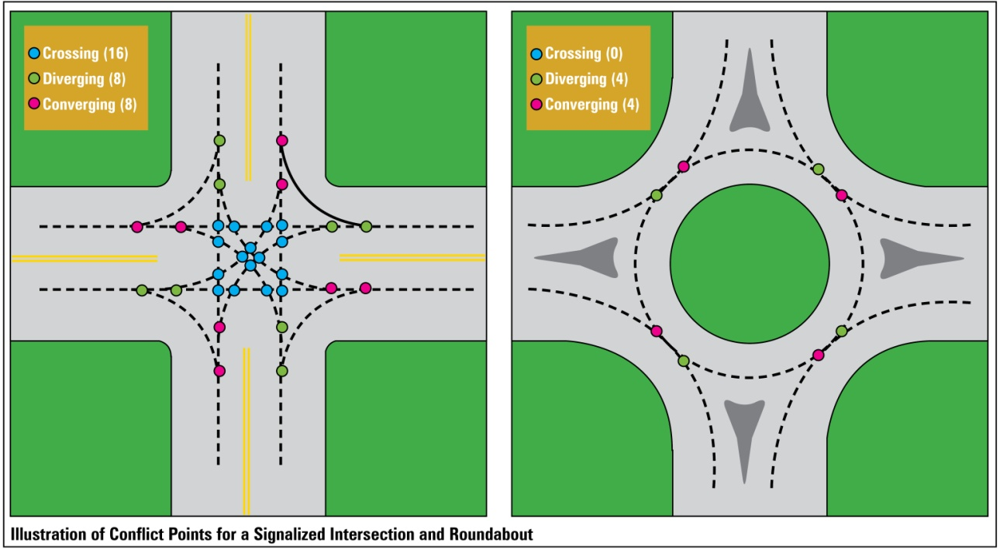 Crossing (16)
Diverging (8)
Converging (8)
Crossing (0)
Diverging (4)
Converging (4)
Illustration of Conflict Points for a Signalized Intersection and Roundabout